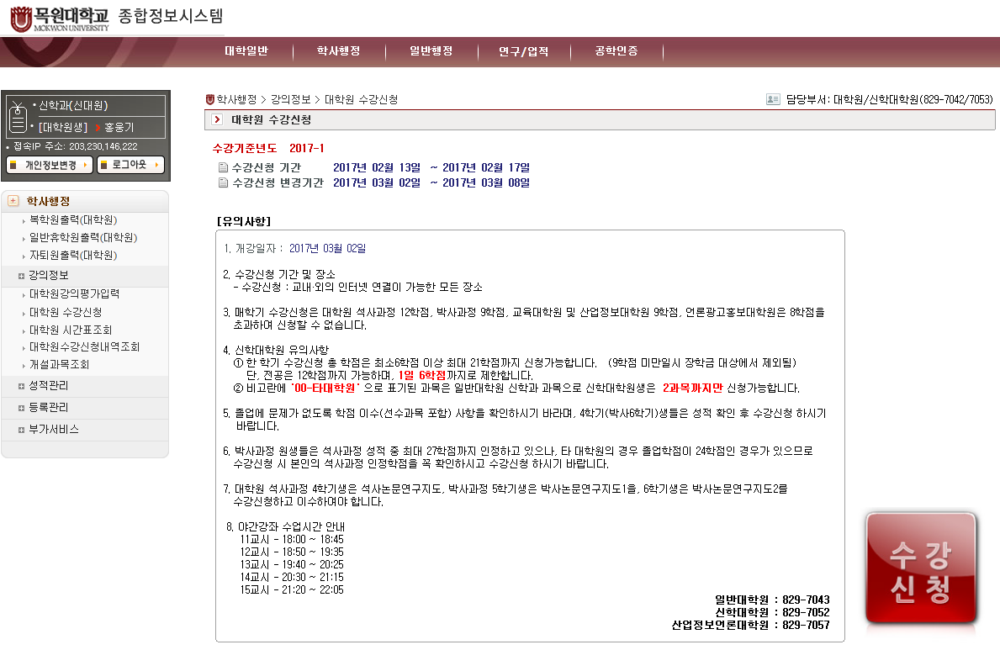 목원대학교 종합정보시스템
MOKWON UNIVERSITY
대학일반 학사행정 일반행정 연구/업적 공학인증
• 신학과(신대원)
• [대학원생] 홍웅기
• 접속IP 주소: 203.230.146.222
개인정보변경 로그아웃
학사행정
복학원출력(대학원)
일반휴학원출력(대학원)
자퇴원출력(대학원)
강의정보
대학원강의평가입력
대학원 수강신청
대학원 시간표조회
대학원수강신청내역조회
개설과목조회
성적관리
등록관리
부가서비스
학사행정 > 강의정보 > 대학원 수강신청
담당부서: 대학원/신학대학원(829-7042/7053)
대학원 수강신청
수강기준년도 2017-1
수강신청 기간 2017년 02월 13일 ~ 2017년 02월 17일
수강신청 변경기간 2017년 03월 02일 ~ 2017년 03월 08일
[유의사항]
1. 개강일자 : 2017년 03월 02일
2. 수강신청 기간 및 장소
- 수강신청 : 교내·외의 인터넷 연결이 가능한 모든 장소
3. 매학기 수강신청은 대학원 석사과정 12학점, 박사과정 9학점, 교육대학원 및 산업정보대학원 9학점, 언론광고홍보대학원은 8학점을
초과하여 신청할 수 없습니다.
4. 신학대학원 유의사항
① 한 학기 수강신청 총 학점은 최소6학점 이상 최대 21학점까지 신청가능합니다. (9학점 미만일시 장학금 대상에서 제외됨)
단, 전공은 12학점까지 가능하며, 1일 6학점까지로 제한합니다.
② 비고란에 '00-타대학원' 으로 표기된 과목은 일반대학원 신학과 과목으로 신학대학원생은 2과목까지만 신청가능합니다.
5. 졸업에 문제가 없도록 학점 이수(선수과목 포함) 사항을 확인하시기 바라며, 4학기(박사6학기)생들은 성적 확인 후 수강신청 하시기
바랍니다.
6. 박사과정 원생들은 석사과정 성적 중 최대 27학점까지 인정하고 있으나, 타 대학원의 경우 졸업학점이 24학점인 경우가 있으므로
수강신청 시 본인의 석사과정 인정학점을 꼭 확인하시고 수강신청 하시기 바랍니다.
7. 대학원 석사과정 4학기생은 석사논문연구지도, 박사과정 5학기생은 박사논문연구지도1을, 6학기생은 박사논문연구지도2를
수강신청하고 이수하여야 합니다.
8. 야간강좌 수업시간 안내
11교시 - 18:00 ~ 18:45
12교시 - 18:50 ~ 19:35
13교시 - 19:40 ~ 20:25
14교시 - 20:30 ~ 21:15
15교시 - 21:20 ~ 22:05
일반대학원 : 829-7043
신학대학원 : 829-7052
산업정보언론대학원 : 829-7057
수강
신청